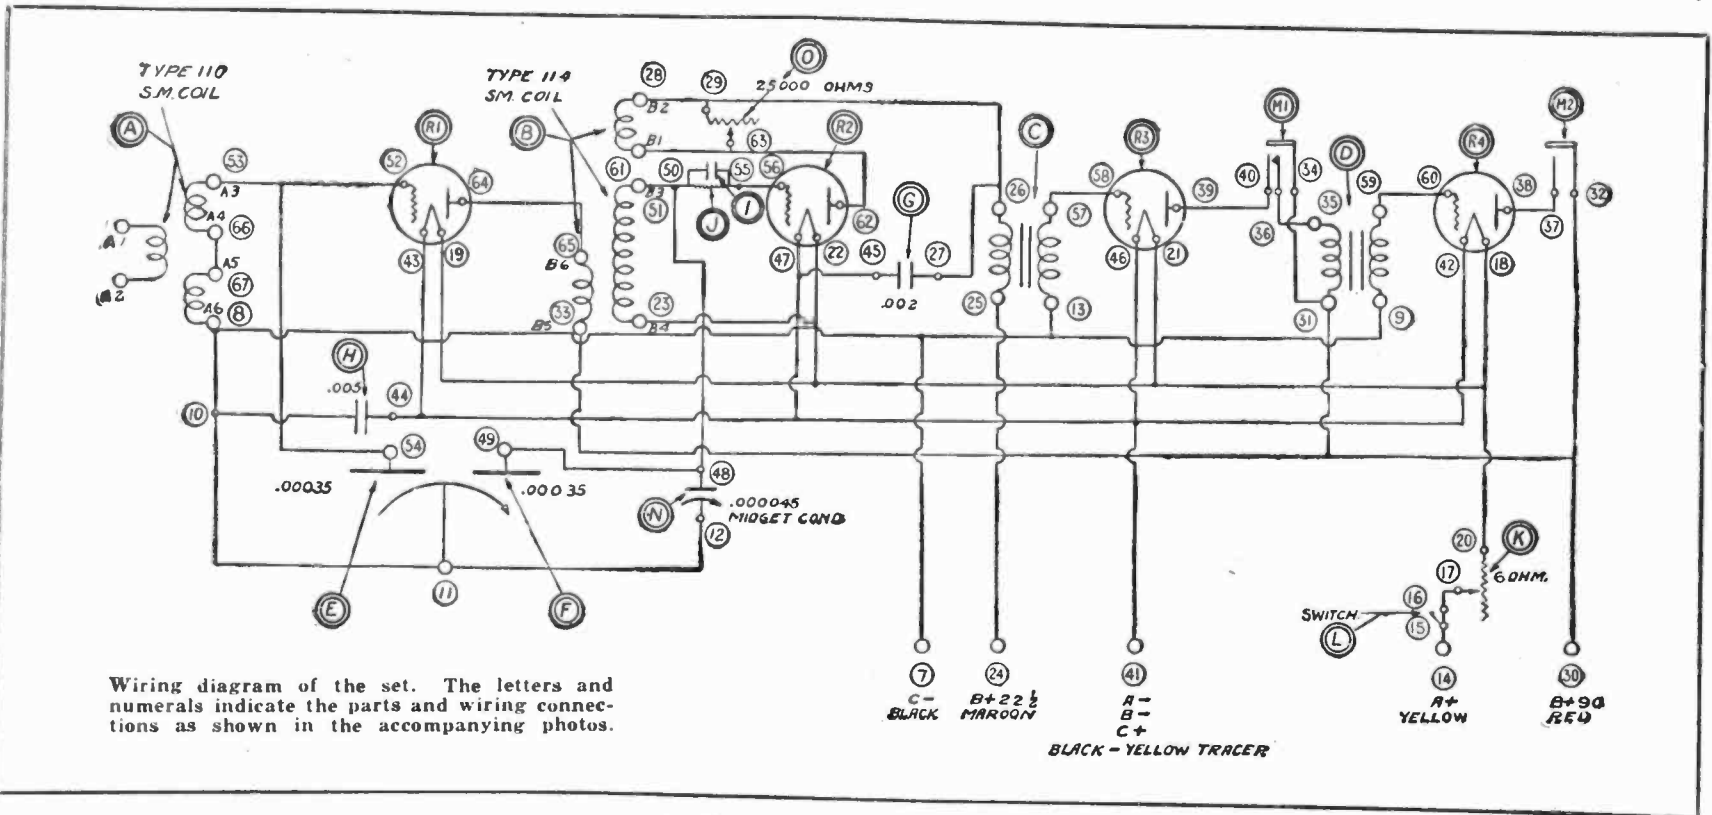 TYPE 110
S.M. COIL
A
53
A3
A4
66
A1
A5
67
A2
A6
8
R1
52
64
43
19
TYPE 114
S.M. COIL
B
65
B6
33
B5
28
B2
29
O
25000 OHMS
B1
63
61
B3
50
51
55
56
J
I
R2
62
47
22
45
G
27
.002
23
B4
C
26
25
57
13
R3
58
39
46
21
M1
40
34
36
D
35
59
31
9
R4
60
38
42
18
M2
37
32
H
.005
44
10
54
49
.00035
.00035
48
N
.000045
MIDGET COND
12
E
11
F
20
K
17
6 OHM.
16
SWITCH
15
L
7
C-
BLACK
24
B+22½
MAROON
41
A-
B-
C+
BLACK - YELLOW TRACER
14
A+
YELLOW
30
B+90
RED
Wiring diagram of the set. The letters and
numerals indicate the parts and wiring connec-
tions as shown in the accompanying photos.